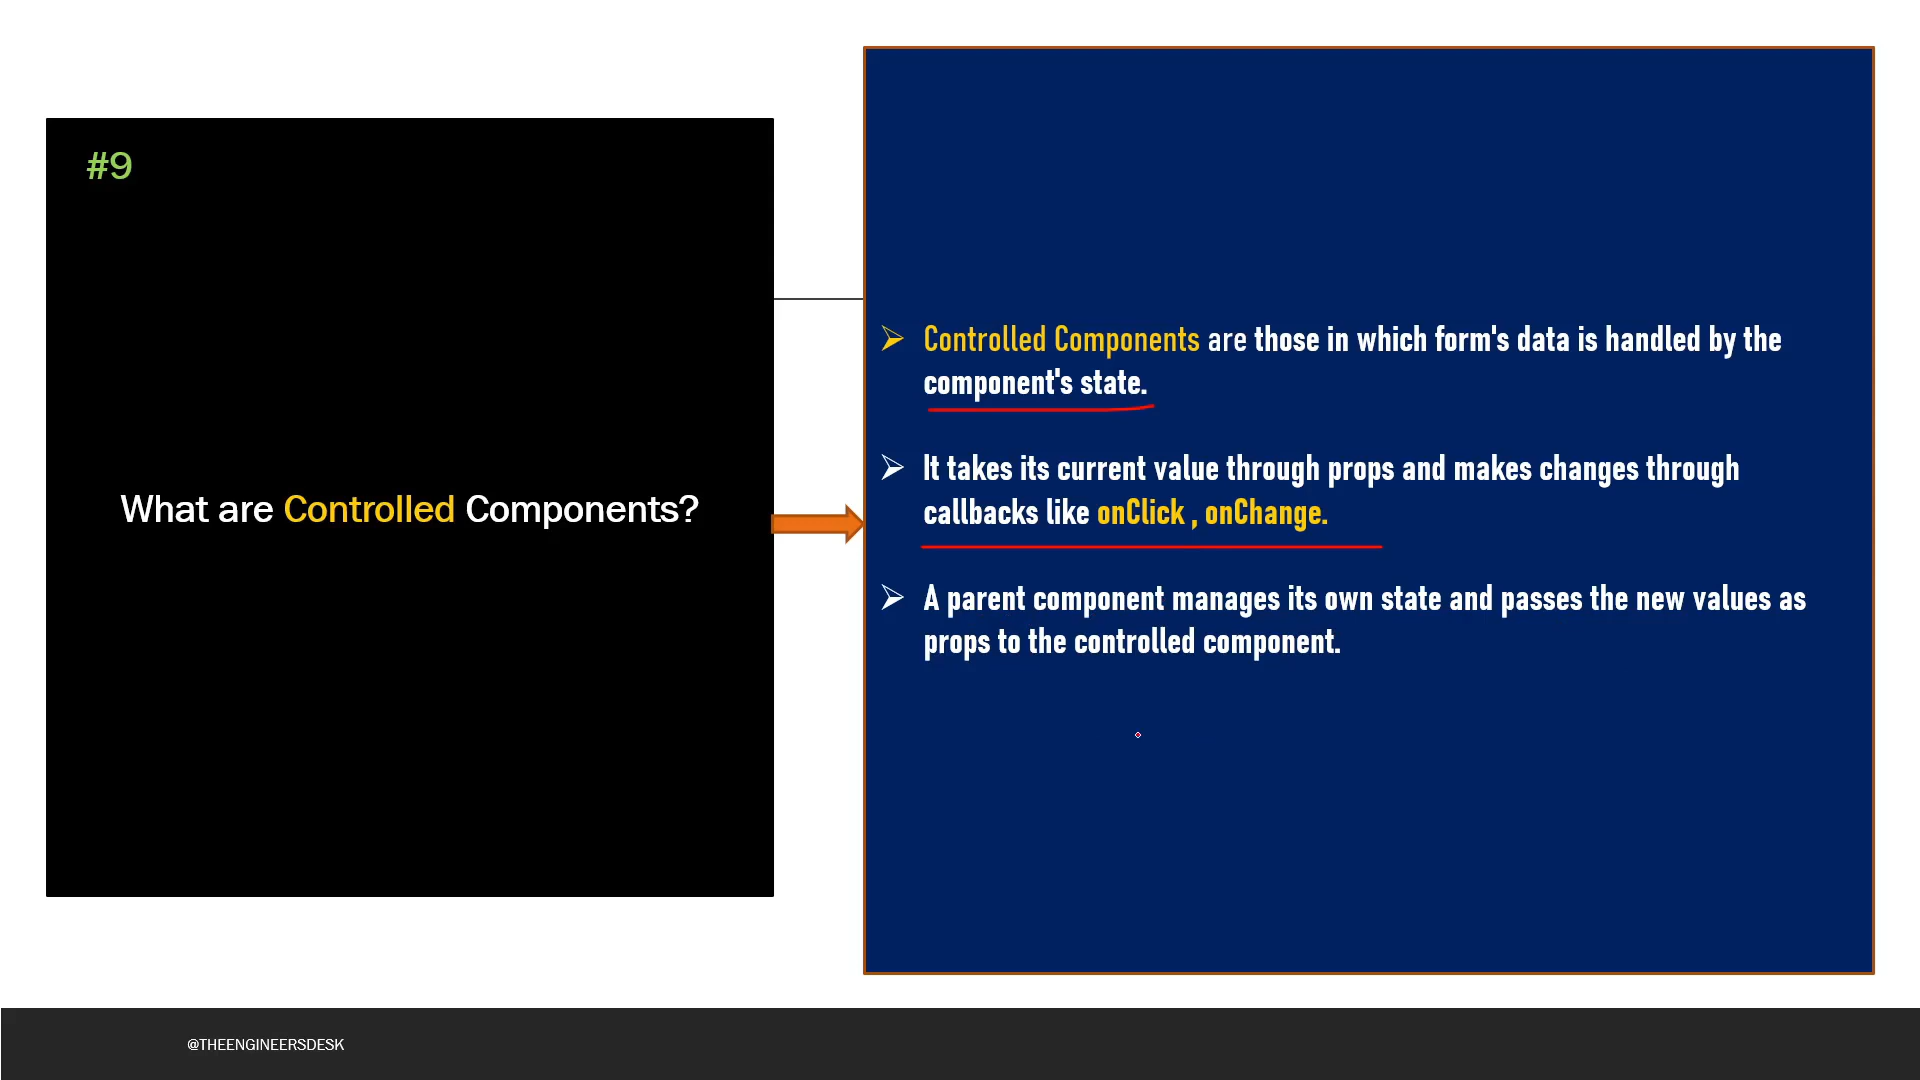 #9
What are Controlled Components?
Controlled Components are those in which form's data is handled by the
component's state.
It takes its current value through props and makes changes through
callbacks like onClick , onChange.
A parent component manages its own state and passes the new values as
props to the controlled component.
@THEENGINEERSDESK